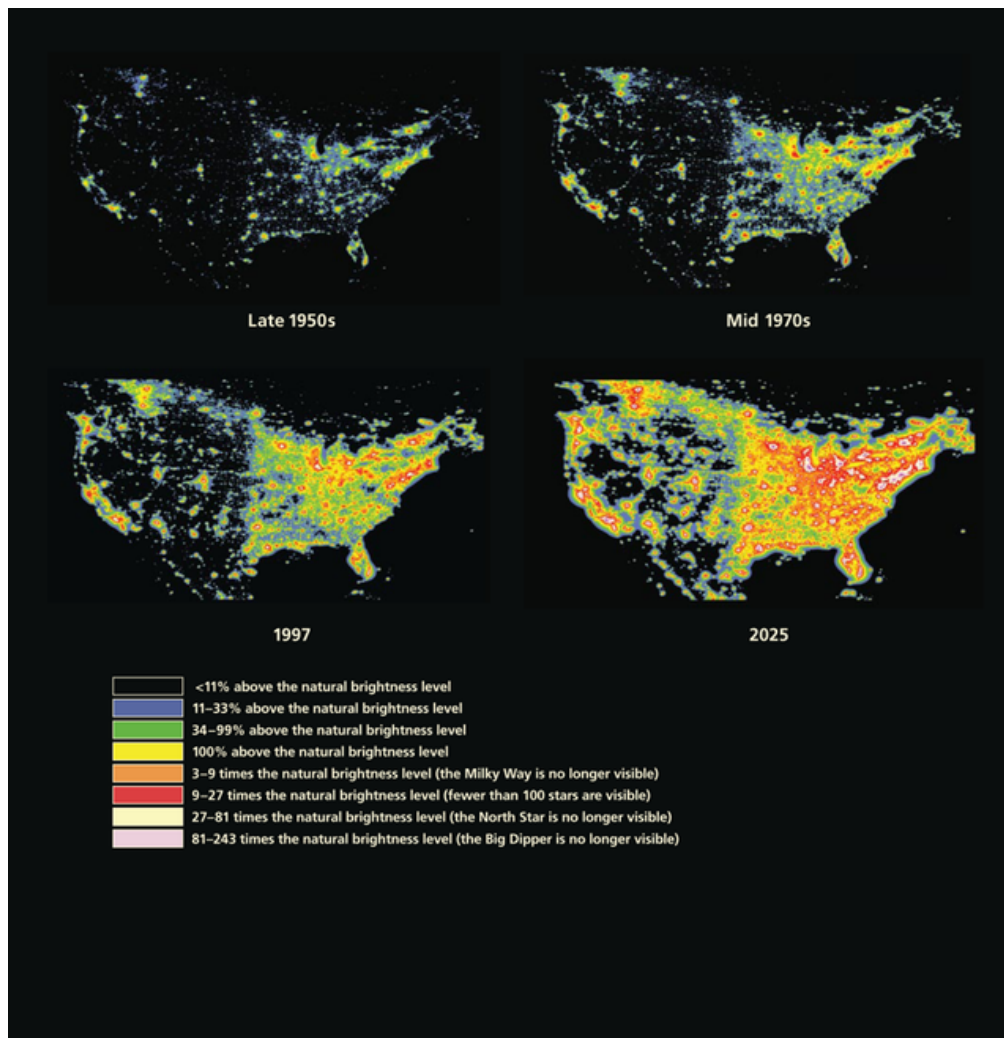 Late 1950s
Mid 1970s
1997
2025
<11% above the natural brightness level
11–33% above the natural brightness level
34–99% above the natural brightness level
100% above the natural brightness level
3–9 times the natural brightness level (the Milky Way is no longer visible)
9–27 times the natural brightness level (fewer than 100 stars are visible)
27–81 times the natural brightness level (the North Star is no longer visible)
81–243 times the natural brightness level (the Big Dipper is no longer visible)